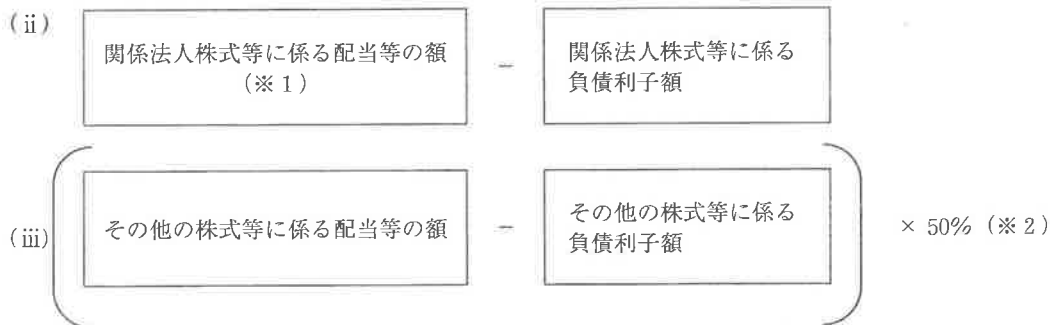 (ii)
関係法人株式等に係る配当等の額
(※1)
−
関係法人株式等に係る
負債利子額
(iii)
その他の株式等に係る配当等の額
−
その他の株式等に係る
負債利子額
× 50% (※2)